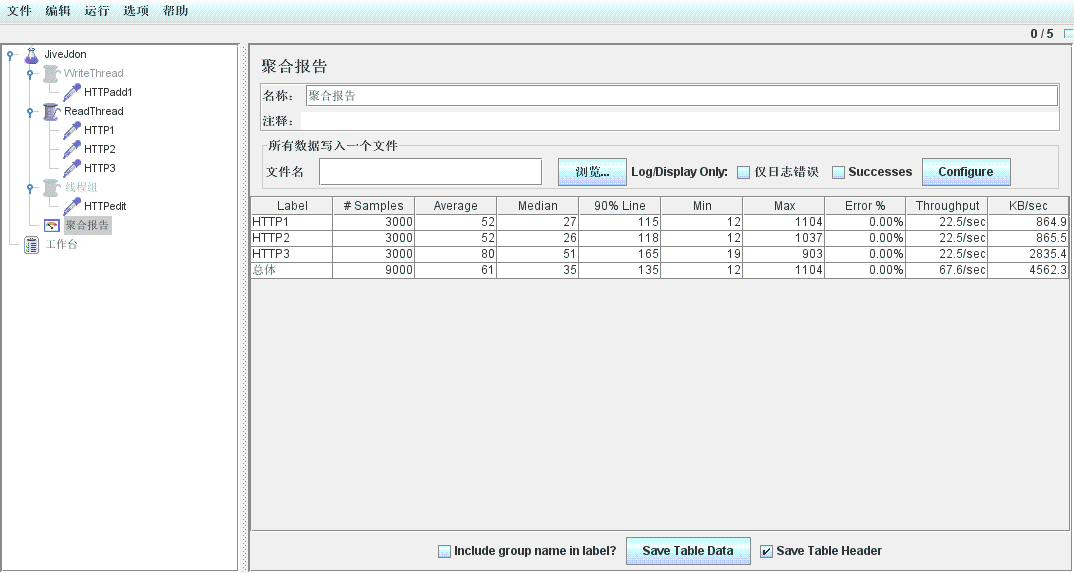 文件 编辑 运行 选项 帮助
0 / 5
JiveJdon
WriteThread
HTTPadd1
ReadThread
HTTP1
HTTP2
HTTP3
线程组
HTTPedit
聚合报告
工作台
聚合报告
名称： 聚合报告
注释：
所有数据写入一个文件
文件名 浏览... Log/Display Only: 仅日志错误 Successes Configure
Label # Samples Average Median 90% Line Min Max Error % Throughput KB/sec
HTTP1 3000 52 27 115 12 1104 0.00% 22.5/sec 864.9
HTTP2 3000 52 26 118 12 1037 0.00% 22.5/sec 865.5
HTTP3 3000 80 51 165 19 903 0.00% 22.5/sec 2835.4
总体 9000 61 35 135 12 1104 0.00% 67.6/sec 4562.3
Include group name in label? Save Table Data Save Table Header